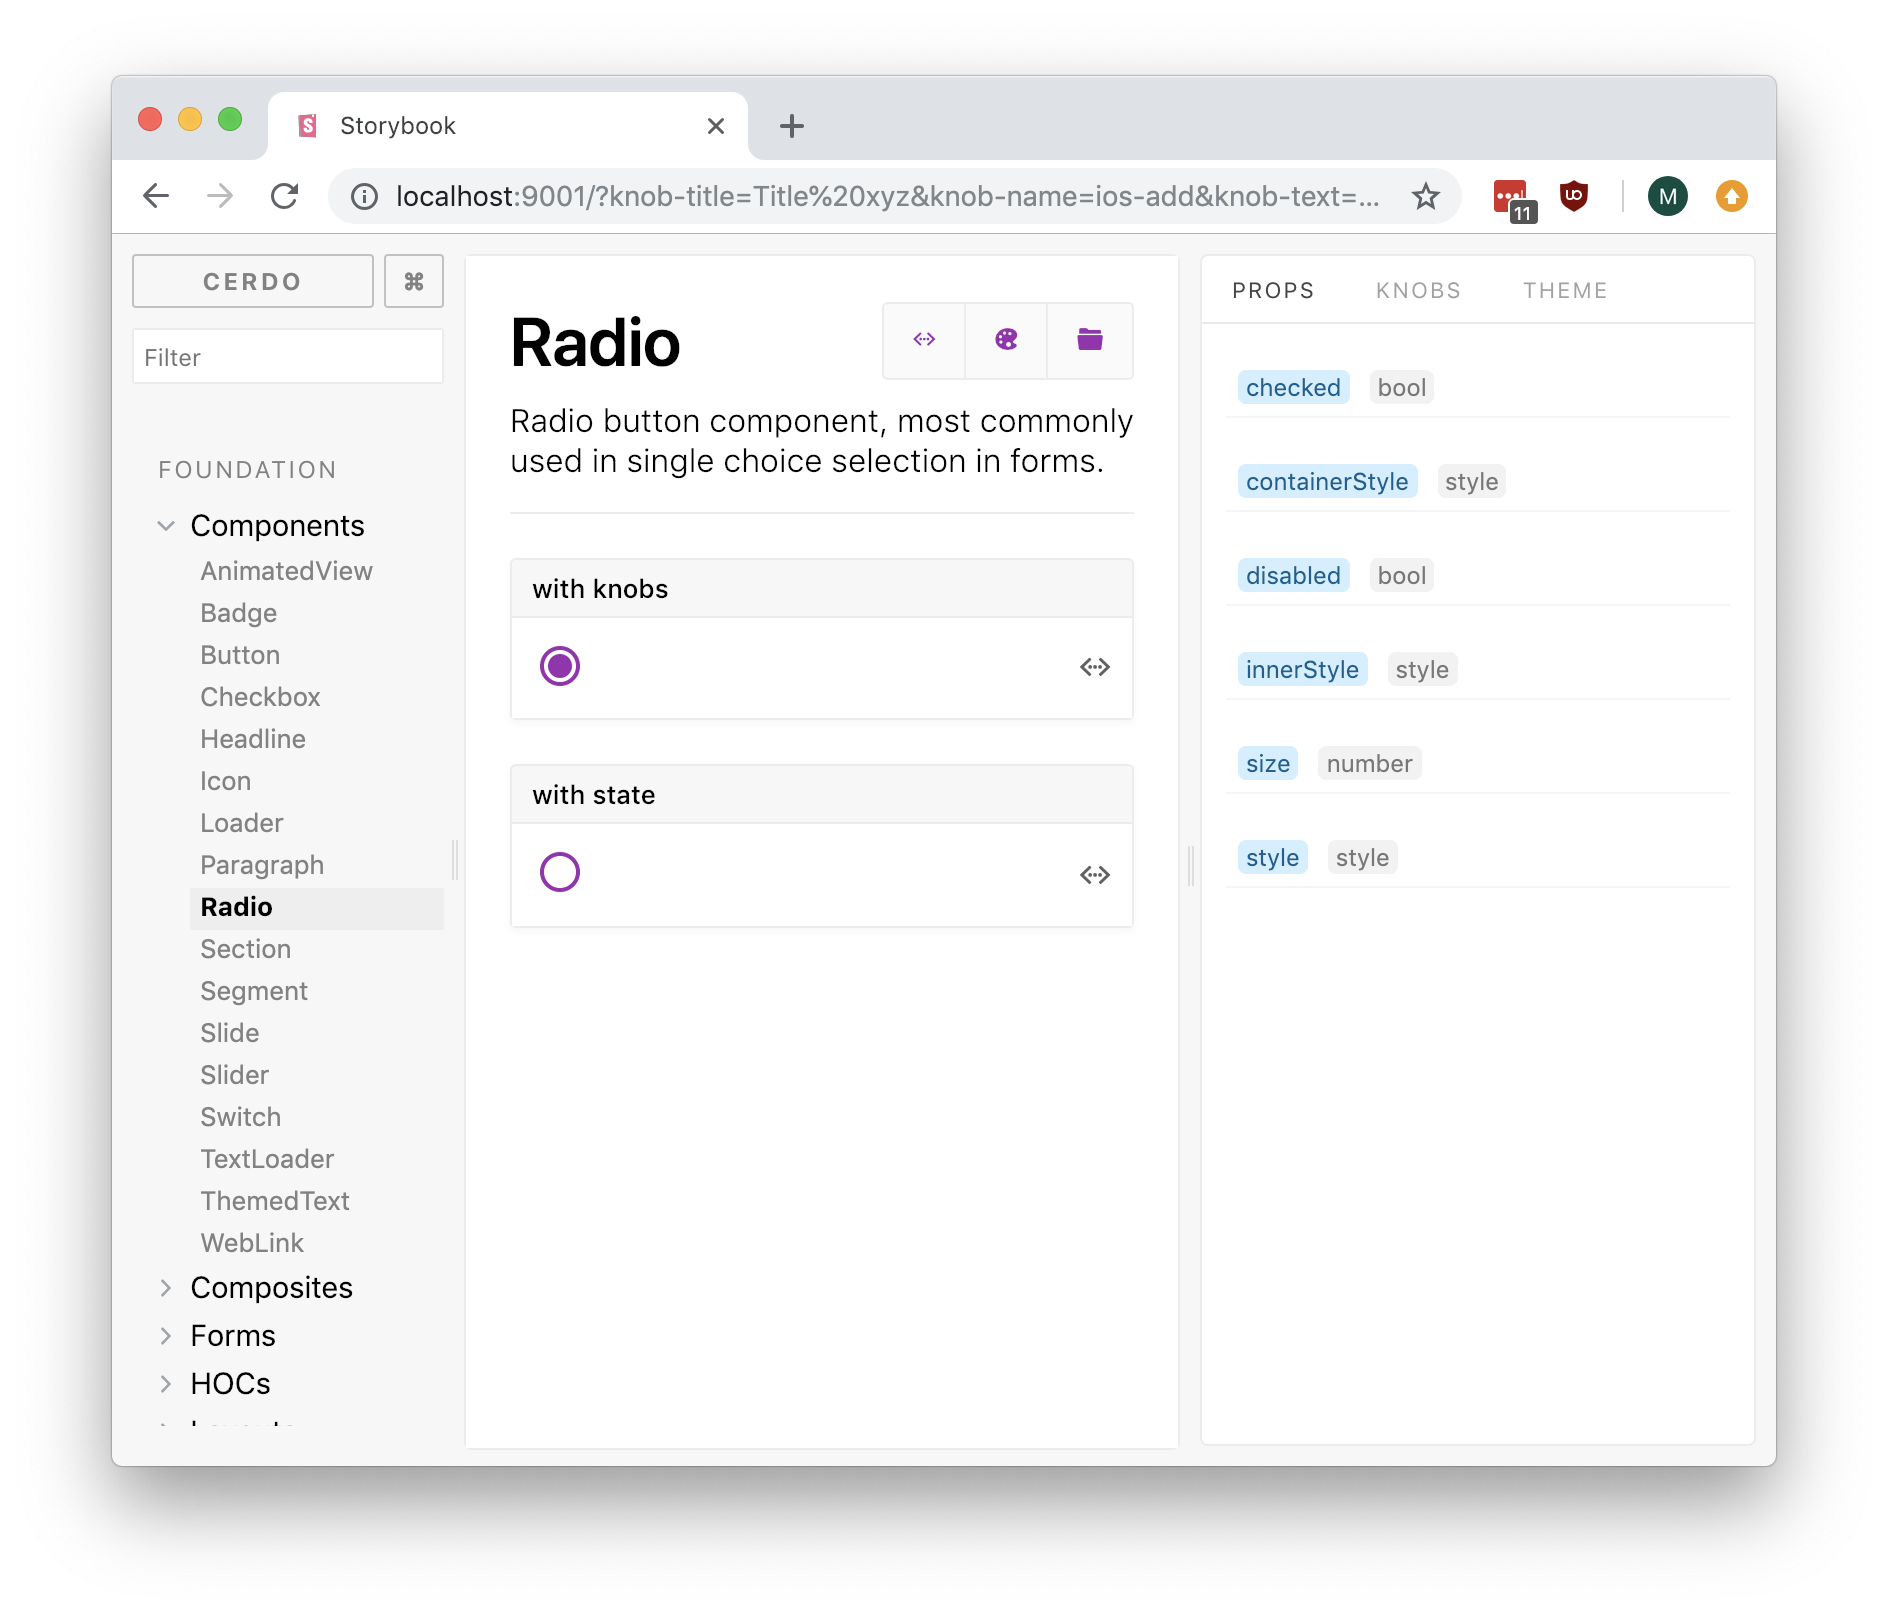 Storybook
localhost:9001/?knob-title=Title%20xyz&knob-name=ios-add&knob-text=...
11
M
CERDO
⌘
Filter
FOUNDATION
Components
AnimatedView
Badge
Button
Checkbox
Headline
Icon
Loader
Paragraph
Radio
Section
Segment
Slide
Slider
Switch
TextLoader
ThemedText
WebLink
Composites
Forms
HOCs
Radio
Radio button component, most commonly
used in single choice selection in forms.
with knobs
with state
PROPS KNOBS THEME
checked bool
containerStyle style
disabled bool
innerStyle style
size number
style style